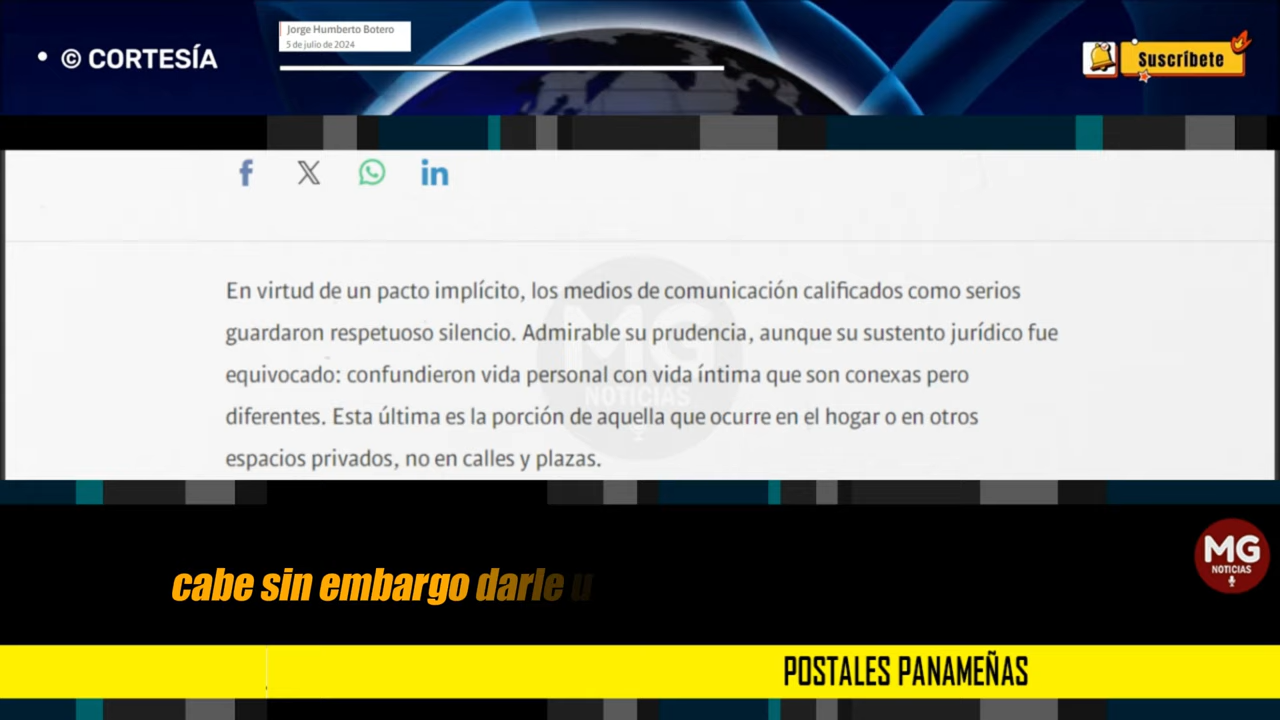 • © CORTESÍA
Jorge Humberto Botero
5 de julio de 2024
Suscríbete
En virtud de un pacto implícito, los medios de comunicación calificados como serios
guardaron respetuoso silencio. Admirable su prudencia, aunque su sustento jurídico fue
equivocado: confundieron vida personal con vida íntima que son conexas pero
diferentes. Esta última es la porción de aquella que ocurre en el hogar o en otros
espacios privados, no en calles y plazas.
MG
NOTICIAS
cabe sin embargo darle u
MG
NOTICIAS
POSTALES PANAMEÑAS